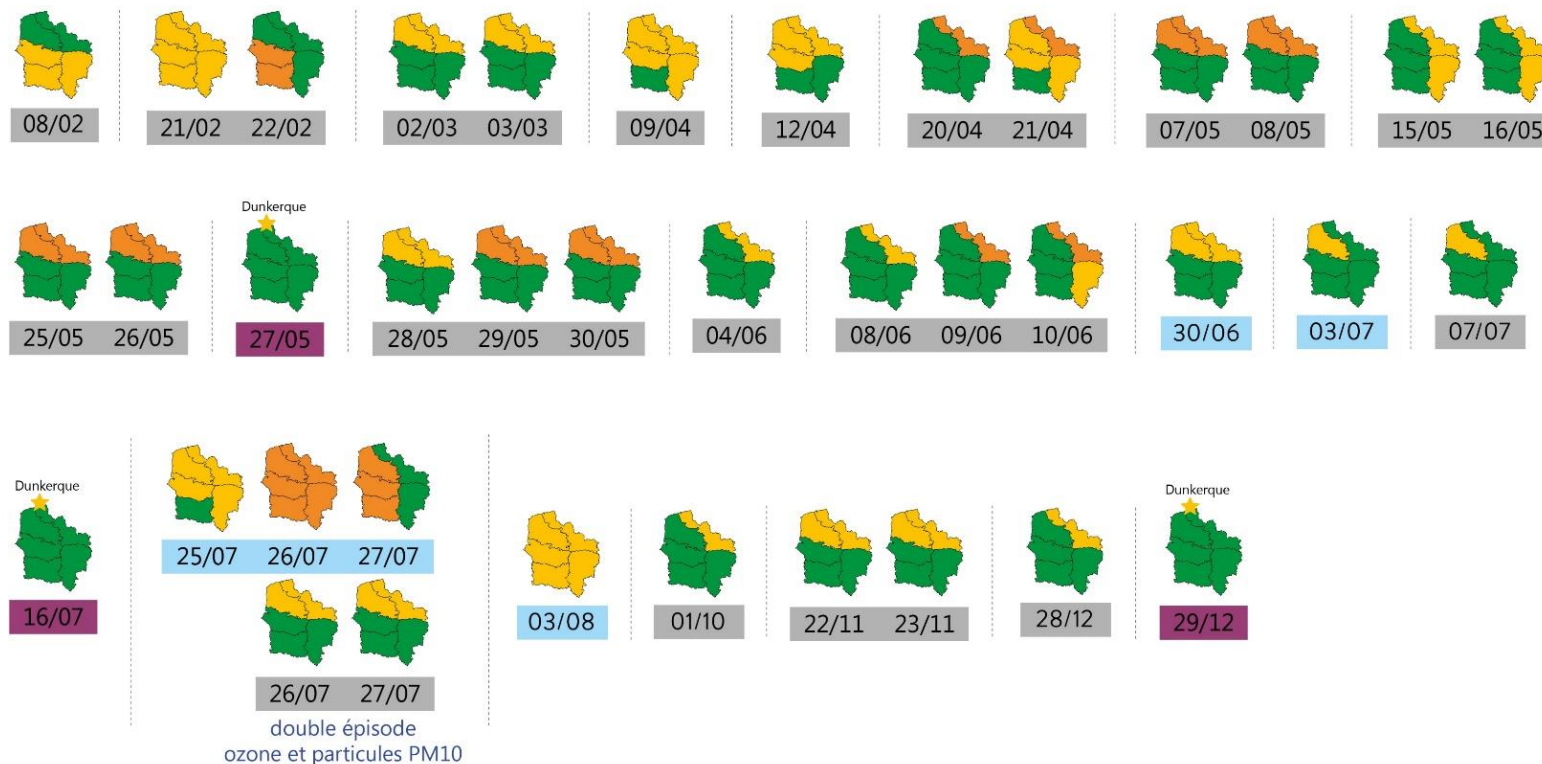 08/02 21/02 22/02 02/03 03/03 09/04 12/04 20/04 21/04 07/05 08/05 15/05 16/05
Dunkerque
25/05 26/05 27/05 28/05 29/05 30/05 04/06 08/06 09/06 10/06 30/06 03/07 07/07
Dunkerque
16/07
25/07 26/07 27/07
26/07 27/07
double épisode
ozone et particules PM10
03/08 01/10 22/11 23/11 28/12
Dunkerque
29/12